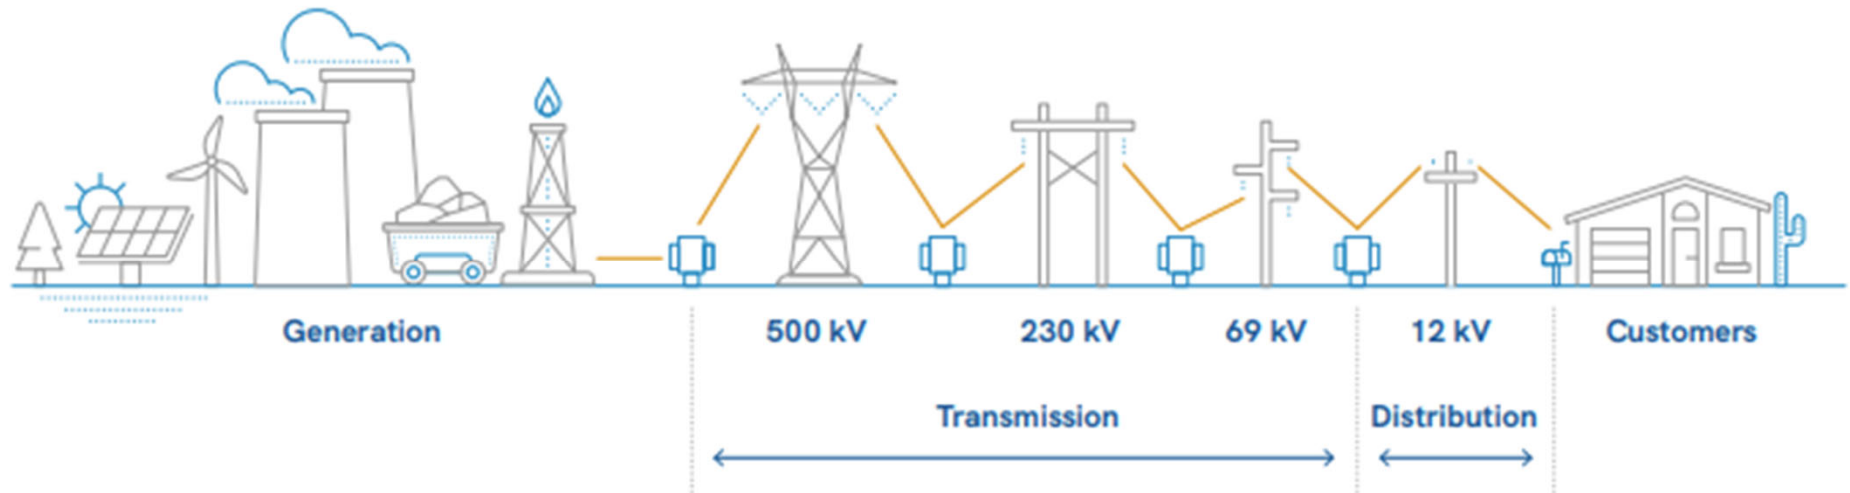 Generation
500 kV
230 kV
69 kV
12 kV
Customers
Transmission
Distribution